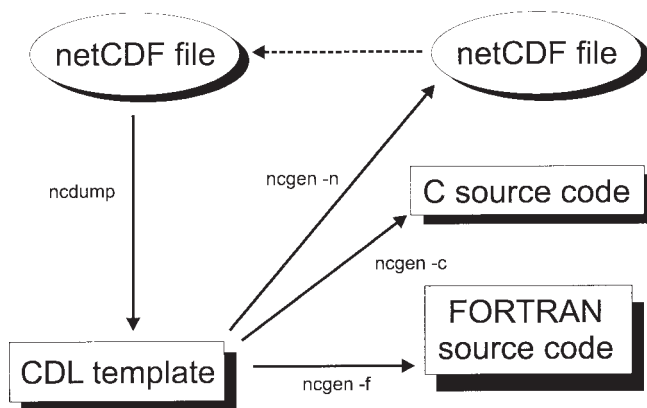 netCDF file
netCDF file
ncdump
ncgen -n
C source code
ncgen -c
FORTRAN
source code
CDL template
ncgen -f